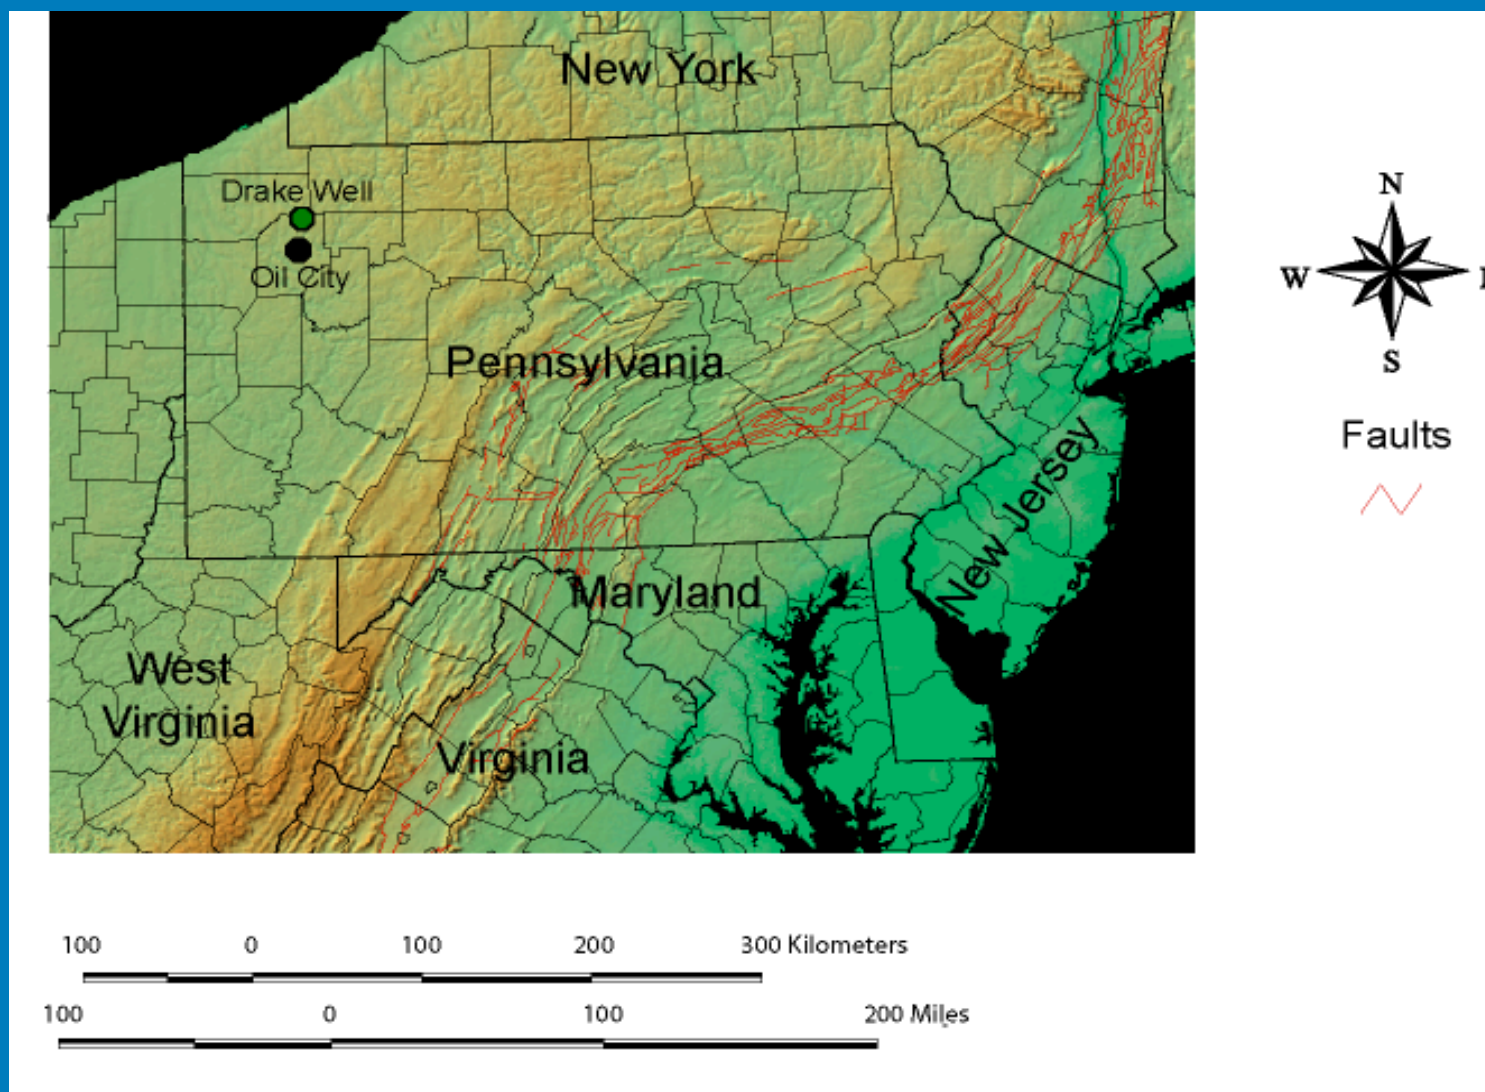 New York
N
Drake Well
W
Oil City
Pennsylvania
S
Faults
New Jersey
Maryland
West
Virginia
Virginia
100 0 100 200 300 Kilometers
100 0 100 200 Miles